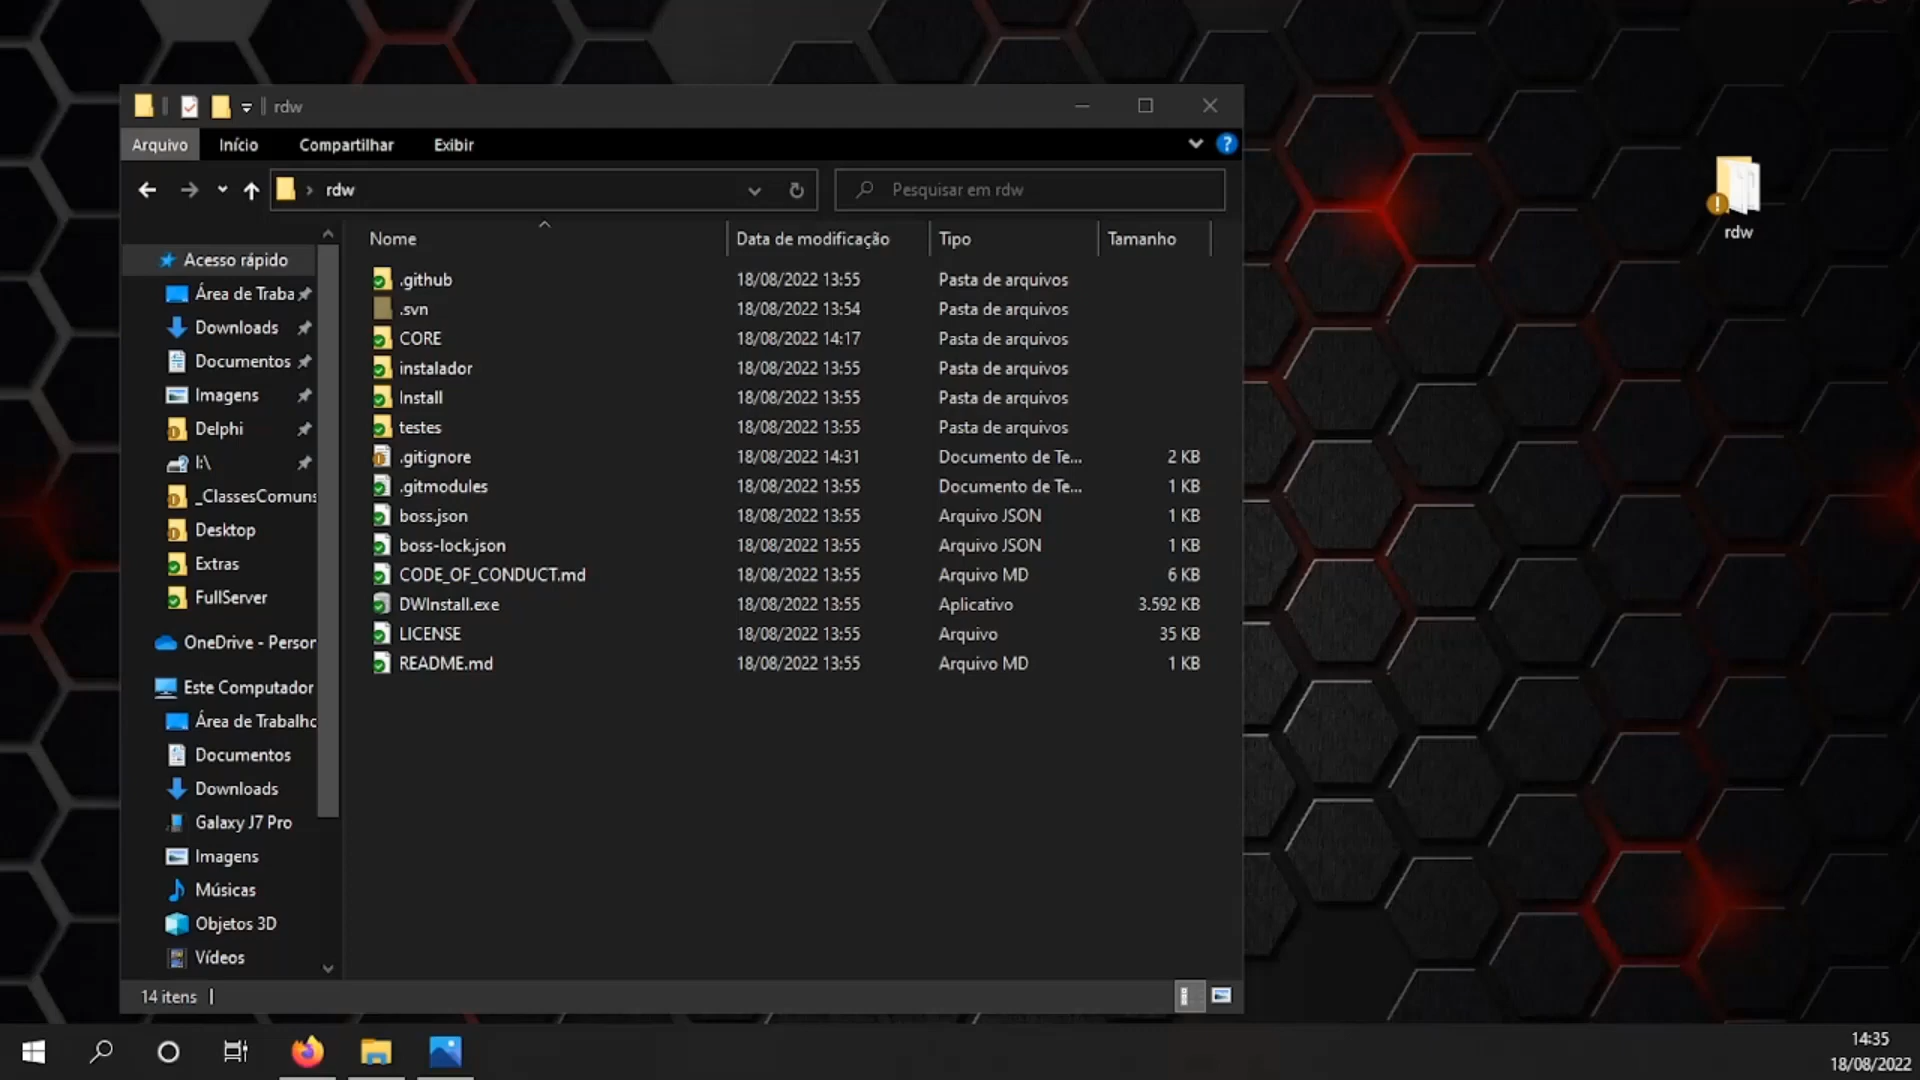 rdw
Arquivo Início Compartilhar Exibir
rdw
Pesquisar em rdw
Nome Data de modificação Tipo Tamanho
.github 18/08/2022 13:55 Pasta de arquivos
.svn 18/08/2022 13:54 Pasta de arquivos
CORE 18/08/2022 14:17 Pasta de arquivos
instalador 18/08/2022 13:55 Pasta de arquivos
Install 18/08/2022 13:55 Pasta de arquivos
testes 18/08/2022 13:55 Pasta de arquivos
.gitignore 18/08/2022 14:31 Documento de Te... 2 KB
.gitmodules 18/08/2022 13:55 Documento de Te... 1 KB
boss.json 18/08/2022 13:55 Arquivo JSON 1 KB
boss-lock.json 18/08/2022 13:55 Arquivo JSON 1 KB
CODE_OF_CONDUCT.md 18/08/2022 13:55 Arquivo MD 6 KB
DWInstall.exe 18/08/2022 13:55 Aplicativo 3.592 KB
LICENSE 18/08/2022 13:55 Arquivo 35 KB
README.md 18/08/2022 13:55 Arquivo MD 1 KB
Acesso rápido
Área de Traba
Downloads
Documentos
Imagens
Delphi
I:\
_ClassesComuns
Desktop
Extras
FullServer
OneDrive - Person
Este Computador
Área de Trabalho
Documentos
Downloads
Galaxy J7 Pro
Imagens
Músicas
Objetos 3D
Vídeos
14 itens
rdw
14:35
18/08/2022